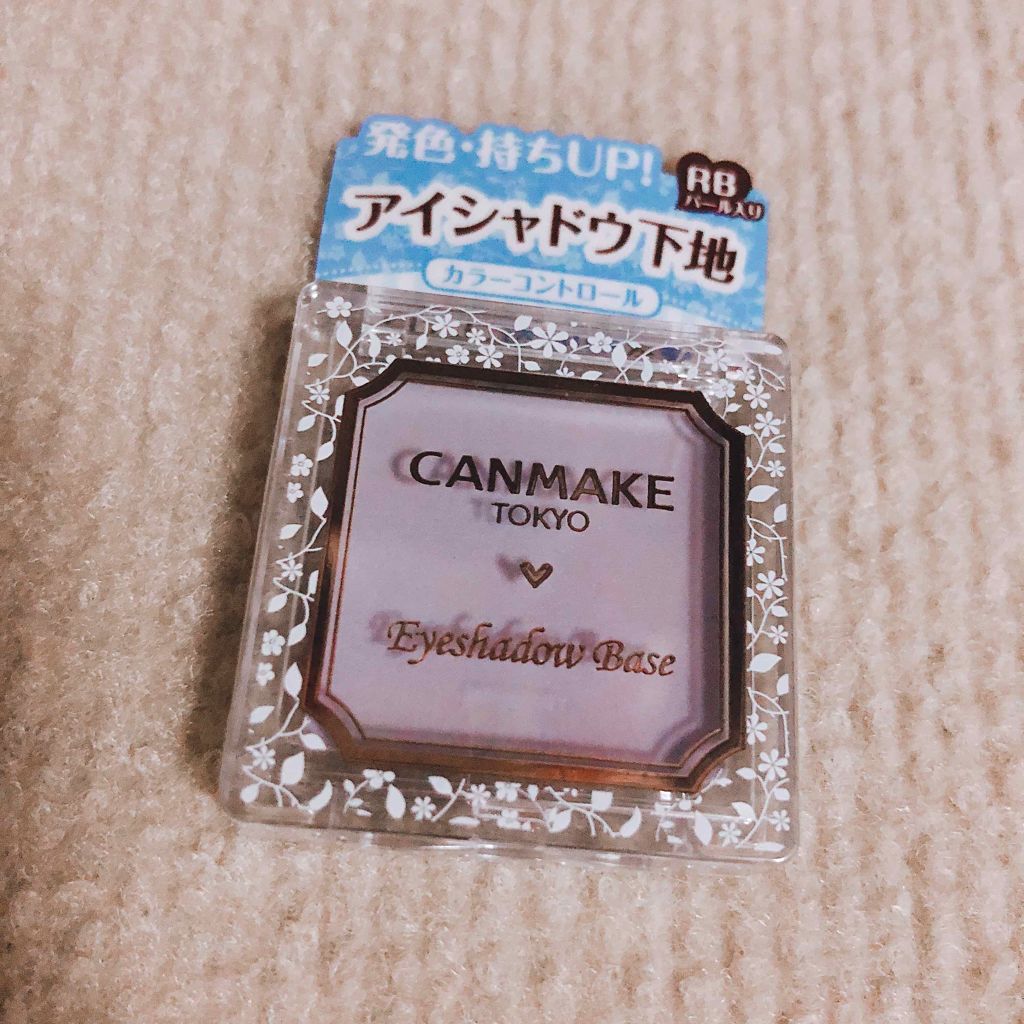 発色・持ちUP!
RB
パール入り
アイシャドウ下地
カラーコントロール
CANMAKE
TOKYO
Eyeshadow Base